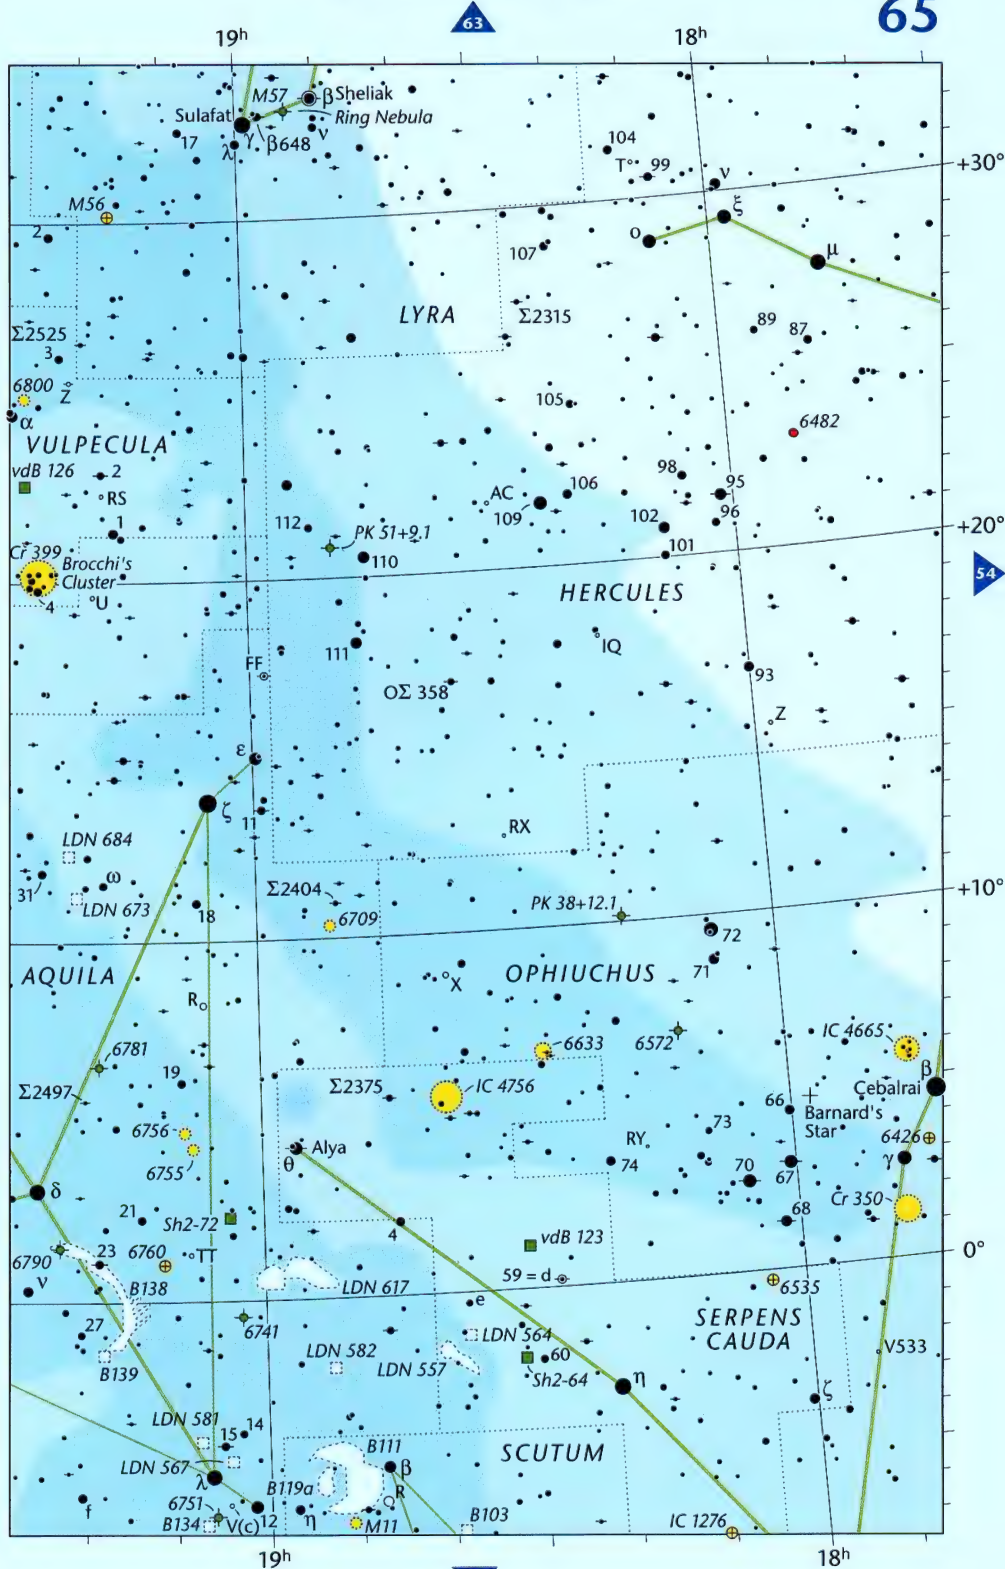 63
65
19h
18h
M57
β Sheliak
Sulafat
γ
Ring Nebula
ν
β648
17
λ
104
T
99
ν
+30°
M56
ξ
2
ο
107
μ
LYRA
Σ2315
Σ2525
3
89
87
6800
Z
105
α
6482
VULPECULA
vdB 126
2
98
RS
AC
106
95
109
1
112
PK 51+9.1
102
96
+20°
Cr 399
Brocchi's
Cluster
110
101
54
4
U
HERCULES
111
IQ
FF
93
OΣ 358
Z
ε
ζ
11
RX
LDN 684
31
ω
LDN 673
18
Σ2404
6709
PK 38+12.1
+10°
72
71
AQUILA
OPHIUCHUS
X
R
6781
6633
6572
IC 4665
19
Σ2375
IC 4756
β
Cebalrai
Σ2497
66
Barnard's
Star
6756
73
6426
6755
Alya
RY
θ
74
γ
70
67
δ
Cr 350
21
Sh2-72
68
4
vdB 123
6790
23
6760
TT
0°
ν
B138
LDN 617
59 = d
6535
e
SERPENS
CAUDA
27
6741
LDN 564
LDN 582
60
V533
B139
LDN 557
Sh2-64
η
ζ
LDN 581
14
15
B111
SCUTUM
LDN 567
β
λ
B119a
R
f
6751
V(c)
12
η
B103
B134
M11
IC 1276
19h
18h